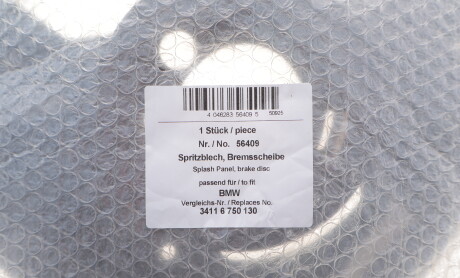 4 046283 56409 5 50925
1 Stück / piece
Nr. / No. 56409
Spritzblech, Bremsscheibe
Splash Panel, brake disc
passend für / to fit
BMW
Vergleichs-Nr. / Replaces No.
3411 6 750 130